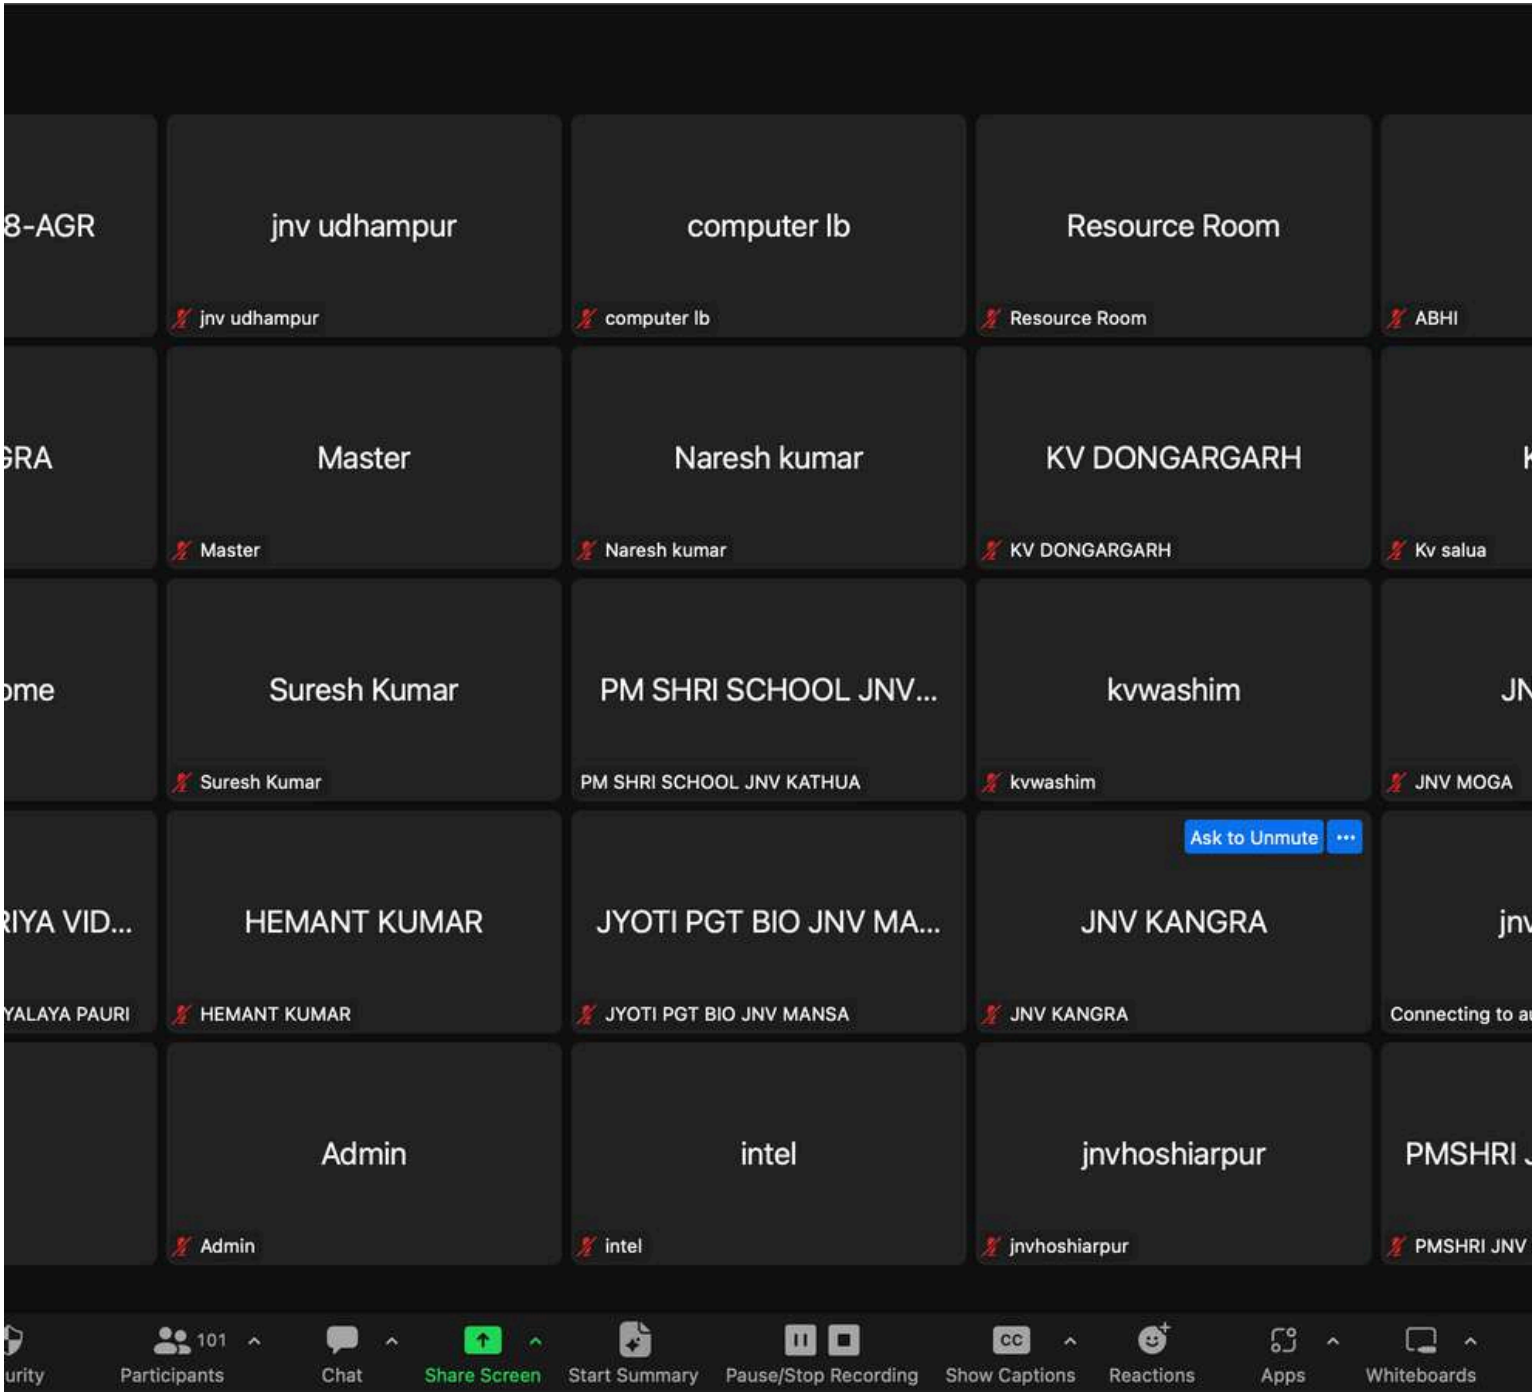 8-AGR
jnv udhampur
computer lb
Resource Room
jnv udhampur
computer lb
Resource Room
ABHI
GRA
Master
Naresh kumar
KV DONGARGARH
K
Master
Naresh kumar
KV DONGARGARH
Kv salua
ome
Suresh Kumar
PM SHRI SCHOOL JNV...
kvwashim
JN
Suresh Kumar
PM SHRI SCHOOL JNV KATHUA
kvwashim
JNV MOGA
Ask to Unmute ...
RIYA VID...
HEMANT KUMAR
JYOTI PGT BIO JNV MA...
JNV KANGRA
jnv
YALAYA PAURI
HEMANT KUMAR
JYOTI PGT BIO JNV MANSA
JNV KANGRA
Connecting to au
Admin
intel
jnvhoshiarpur
PMSHRI J
Admin
intel
jnvhoshiarpur
PMSHRI JNV
101
CC
urity
Participants
Chat
Share Screen
Start Summary
Pause/Stop Recording
Show Captions
Reactions
Apps
Whiteboards